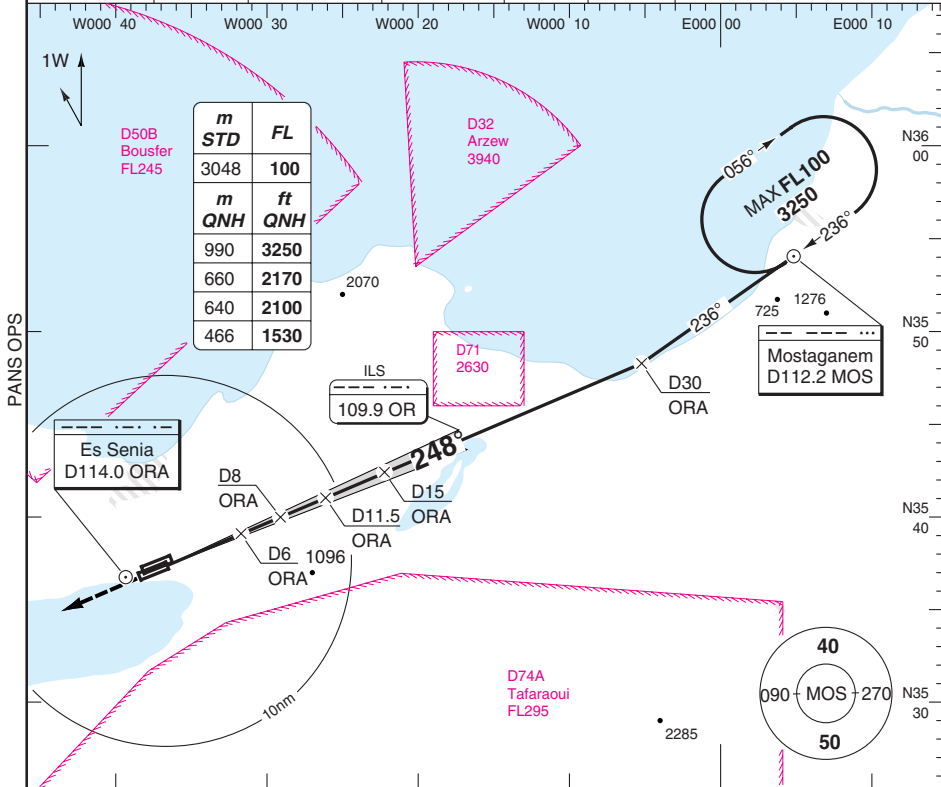 W000 40
W000 30
W000 20
W000 10
E000 00
E000 10
1W
PANS OPS
D50B
Bousfer
FL245
m
STD
FL
3048
100
m
QNH
ft
QNH
990
3250
660
2170
640
2100
466
1530
D32
Arzew
3940
056°
MAX FL100
3250
236°
N36
00
2070
725
1276
236°
Mostaganem
D112.2 MOS
N35
50
D71
2630
ILS
109.9 OR
D30
ORA
248°
Es Senia
D114.0 ORA
D8
ORA
D15
ORA
D11.5
ORA
D6
ORA
1096
N35
40
10nm
D74A
Tafaraoui
FL295
2285
40
090
MOS
270
50
N35
30